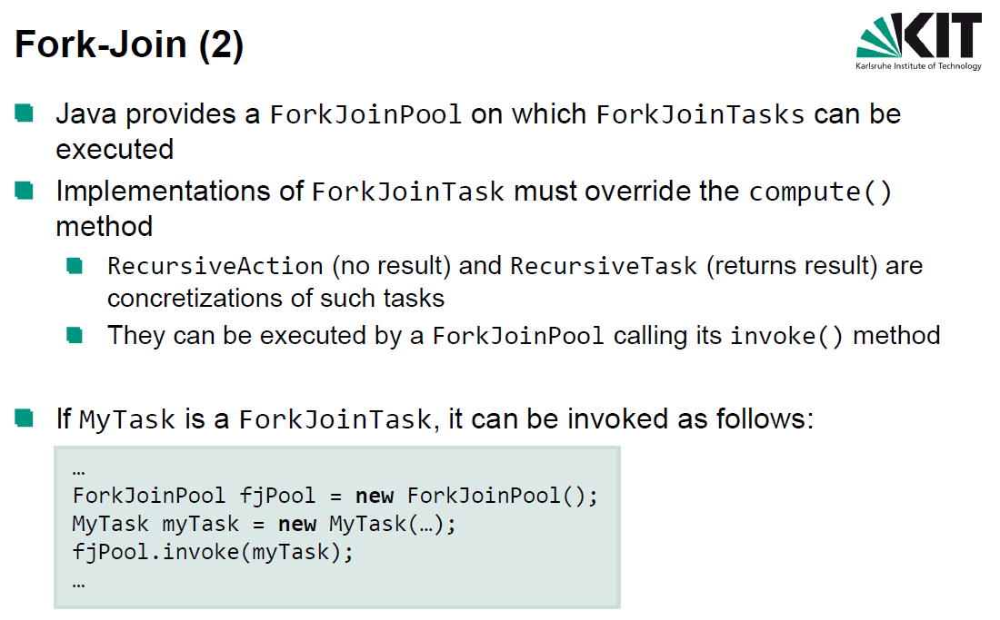 Fork-Join (2)
KIT
Karlsruhe Institute of Technology
Java provides a ForkJoinPool on which ForkJoinTasks can be
executed
Implementations of ForkJoinTask must override the compute()
method
RecursiveAction (no result) and RecursiveTask (returns result) are
concretizations of such tasks
They can be executed by a ForkJoinPool calling its invoke() method
If MyTask is a ForkJoinTask, it can be invoked as follows:
…
ForkJoinPool fjPool = new ForkJoinPool();
MyTask myTask = new MyTask(…);
fjPool.invoke(myTask);
…